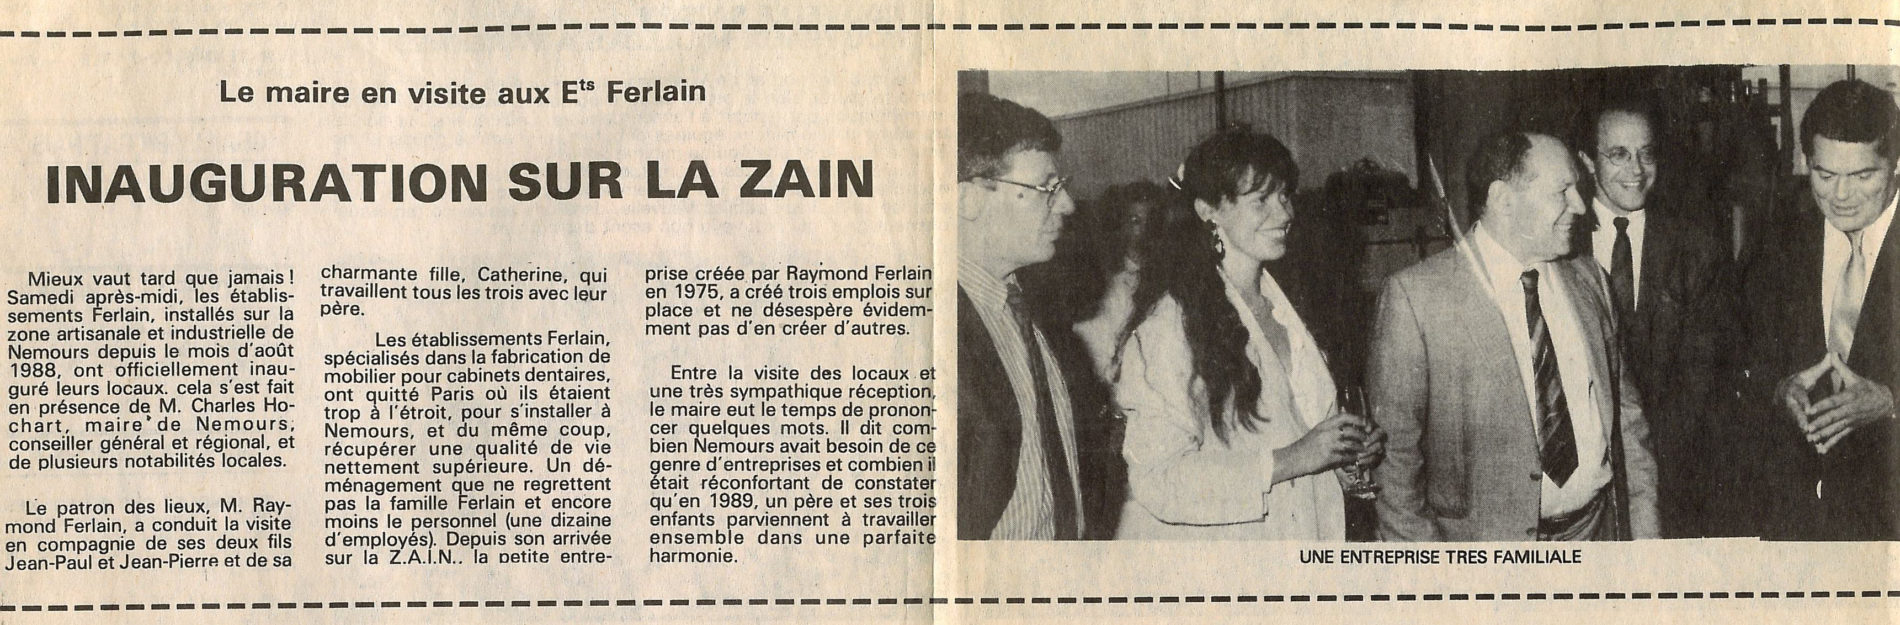 Le maire en visite aux Ets Ferlain
INAUGURATION SUR LA ZAIN
Mieux vaut tard que jamais !
Samedi après-midi, les établis-
sements Ferlain, installés sur la
zone artisanale et industrielle de
Nemours depuis le mois d'août
1988, ont officiellement inau-
guré leurs locaux. cela s'est fait
en présence de M. Charles Ho-
chart, maire de Nemours,
conseiller général et régional, et
de plusieurs notabilités locales.
Le patron des lieux, M. Ray-
mond Ferlain, a conduit la visite
en compagnie de ses deux fils
Jean-Paul et Jean-Pierre et de sa
charmante fille, Catherine, qui
travaillent tous les trois avec leur
père.
Les établissements Ferlain,
spécialisés dans la fabrication de
mobilier pour cabinets dentaires,
ont quitté Paris où ils étaient
trop à l'étroit, pour s'installer à
Nemours, et du même coup,
récupérer une qualité de vie
nettement supérieure. Un dé-
ménagement que ne regrettent
pas la famille Ferlain et encore
moins le personnel (une dizaine
d'employés). Depuis son arrivée
sur la Z.A.I.N., la petite entre-
prise créée par Raymond Ferlain
en 1975, a créé trois emplois sur
place et ne désespère évidem-
ment pas d'en créer d'autres.
Entre la visite des locaux et
une très sympathique réception,
le maire eut le temps de pronon-
cer quelques mots. Il dit com-
bien Nemours avait besoin de ce
genre d'entreprises et combien il
était réconfortant de constater
qu'en 1989, un père et ses trois
enfants parviennent à travailler
ensemble dans une parfaite
harmonie.
UNE ENTREPRISE TRES FAMILIALE